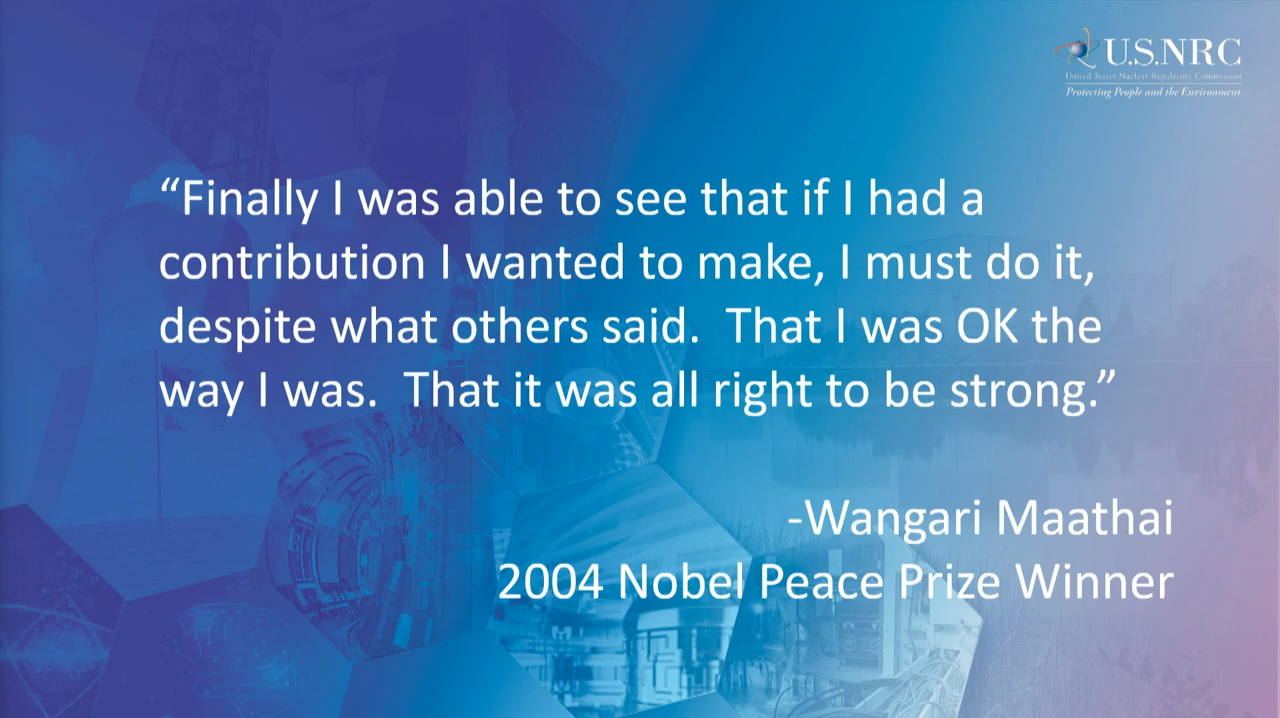 U.S.NRC
United States Nuclear Regulatory Commission
Protecting People and the Environment
“Finally I was able to see that if I had a
contribution I wanted to make, I must do it,
despite what others said.  That I was OK the
way I was.  That it was all right to be strong.”
-Wangari Maathai
2004 Nobel Peace Prize Winner